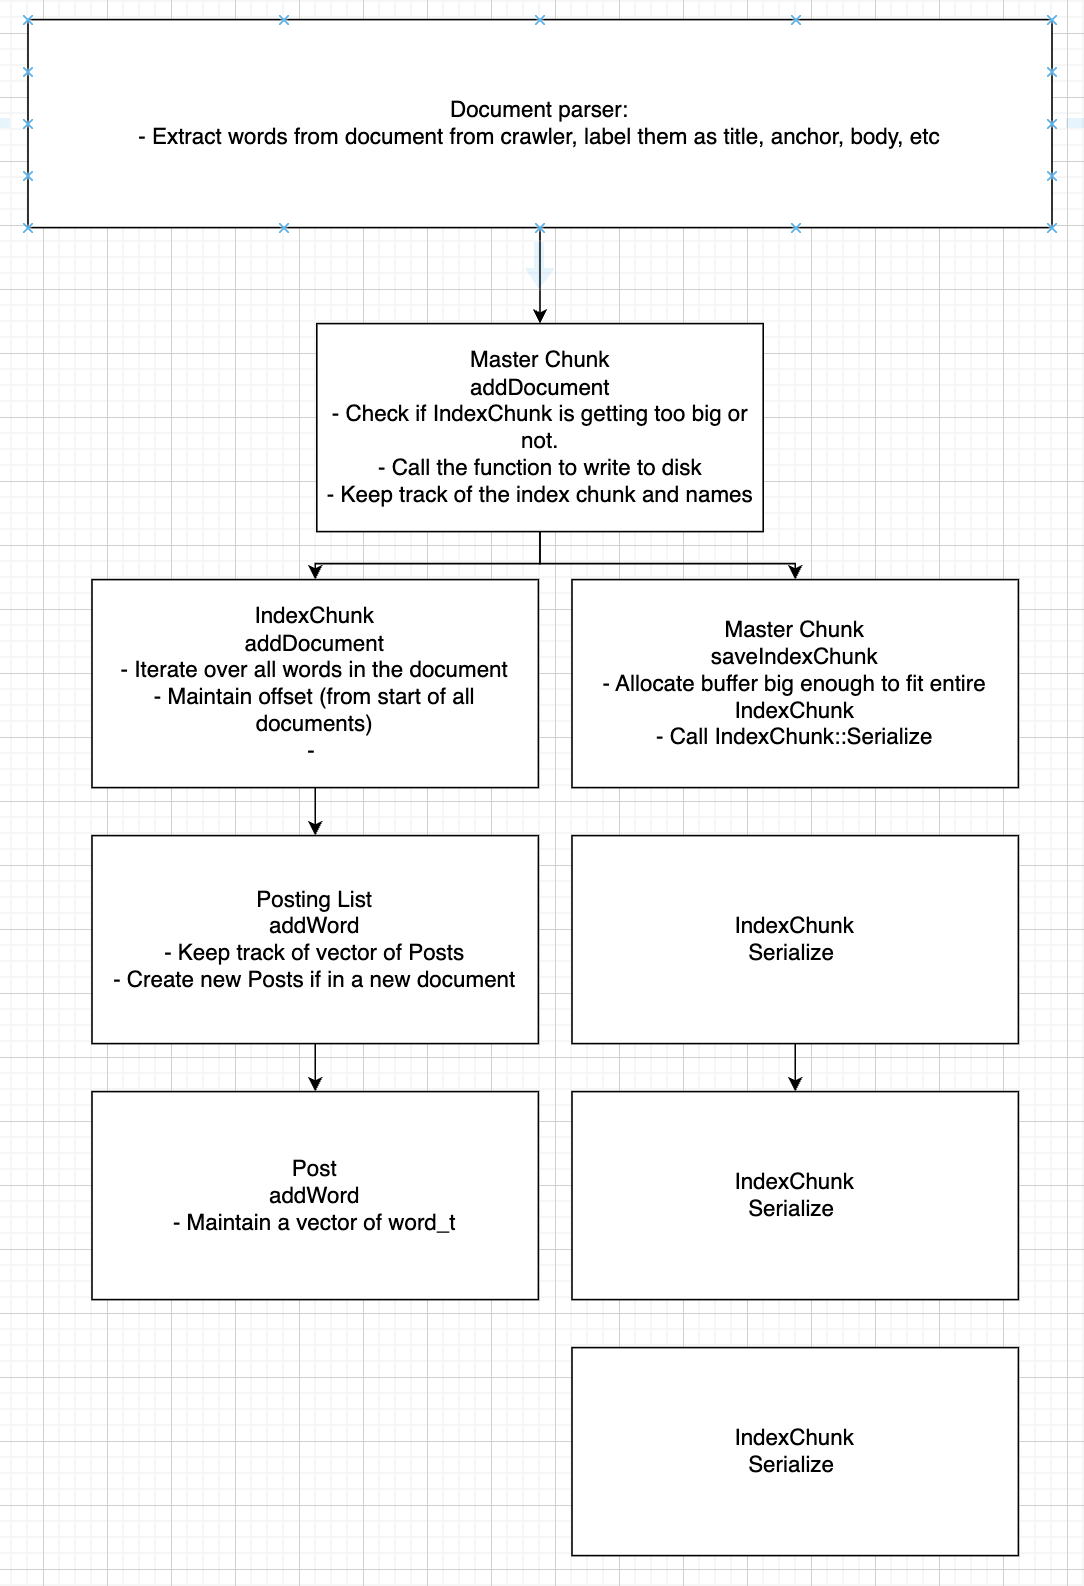 Document parser:
- Extract words from document from crawler, label them as title, anchor, body, etc
Master Chunk
addDocument
- Check if IndexChunk is getting too big or
not.
- Call the function to write to disk
- Keep track of the index chunk and names
IndexChunk
addDocument
- Iterate over all words in the document
- Maintain offset (from start of all
documents)
-
Master Chunk
saveIndexChunk
- Allocate buffer big enough to fit entire
IndexChunk
- Call IndexChunk::Serialize
Posting List
addWord
- Keep track of vector of Posts
- Create new Posts if in a new document
IndexChunk
Serialize
Post
addWord
- Maintain a vector of word_t
IndexChunk
Serialize
IndexChunk
Serialize